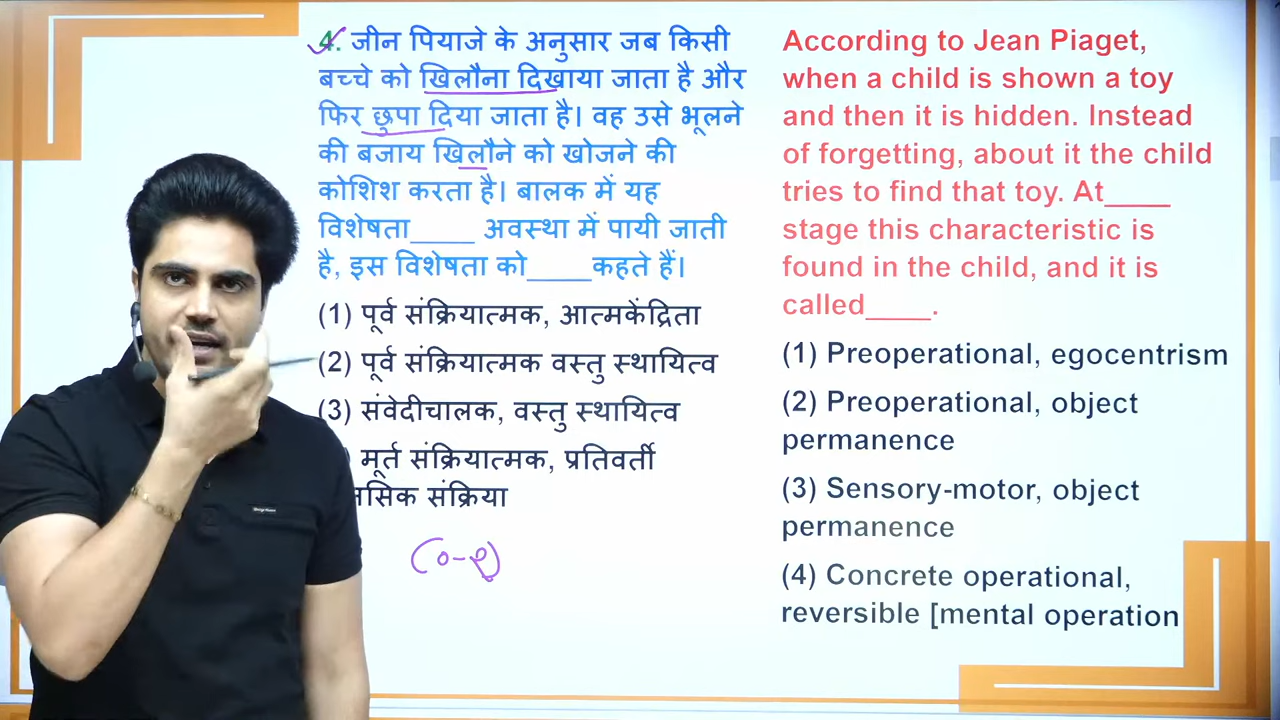 4. जीन पियाजे के अनुसार जब किसी
बच्चे को खिलौना दिखाया जाता है और
फिर छुपा दिया जाता है। वह उसे भूलने
की बजाय खिलौने को खोजने की
कोशिश करता है। बालक में यह
विशेषता____ अवस्था में पायी जाती
है, इस विशेषता को____कहते हैं।
(1) पूर्व संक्रियात्मक, आत्मकेंद्रिता
(2) पूर्व संक्रियात्मक वस्तु स्थायित्व
(3) संवेदीचालक, वस्तु स्थायित्व
मूर्त संक्रियात्मक, प्रतिवर्ती
संक्रिया
(0-2)
According to Jean Piaget,
when a child is shown a toy
and then it is hidden. Instead
of forgetting, about it the child
tries to find that toy. At____
stage this characteristic is
found in the child, and it is
called____.
(1) Preoperational, egocentrism
(2) Preoperational, object
permanence
(3) Sensory-motor, object
permanence
(4) Concrete operational,
reversible [mental operation